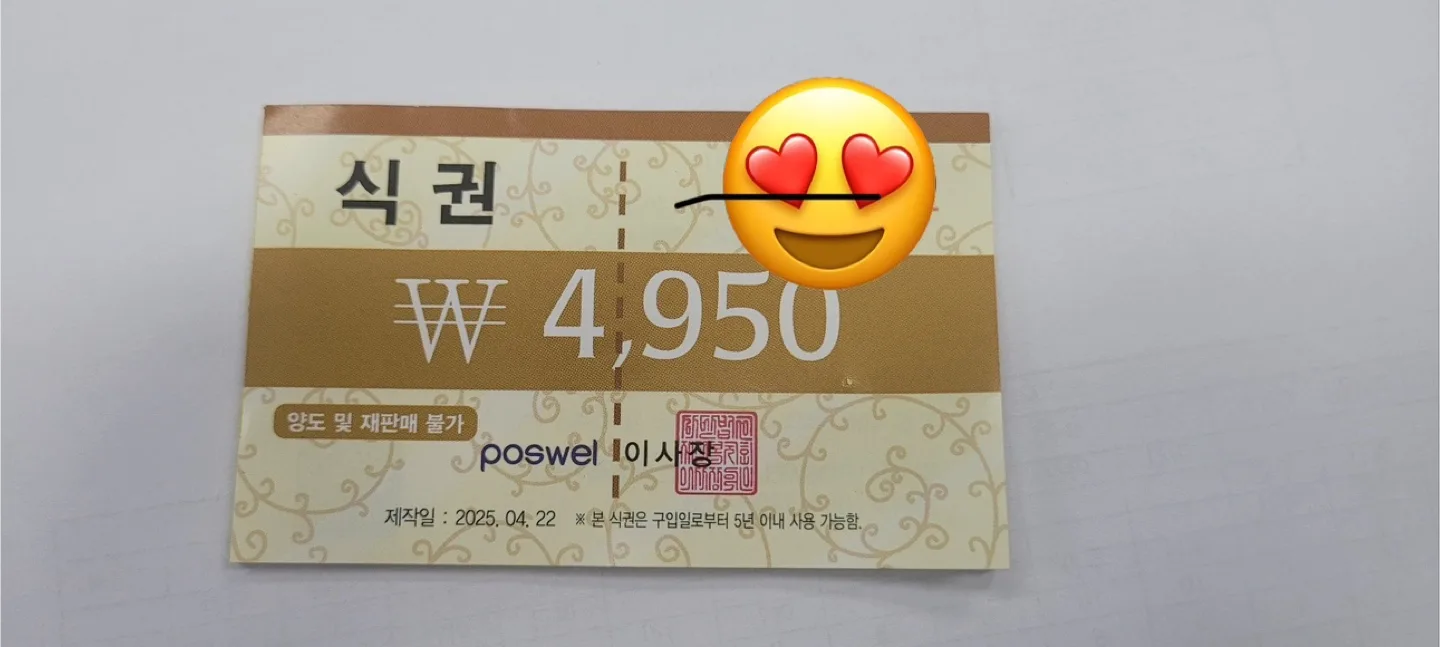 식권
₩ 4,950
양도 및 재판매 불가
poswel 이사장
제작일 : 2025. 04. 22 ※ 본 식권은 구입일로부터 5년 이내 사용 가능함.